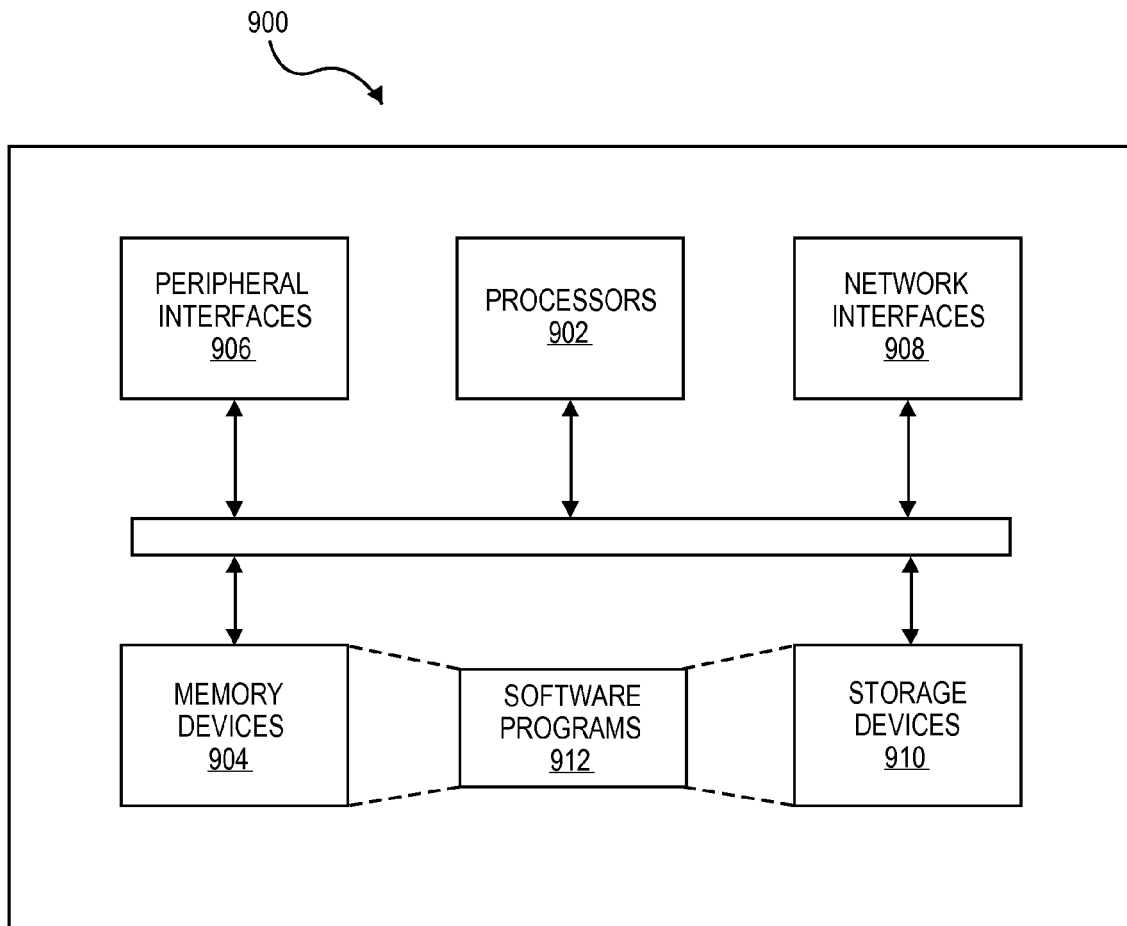 900
PERIPHERAL
INTERFACES
906
PROCESSORS
902
NETWORK
INTERFACES
908
MEMORY
DEVICES
904
SOFTWARE
PROGRAMS
912
STORAGE
DEVICES
910